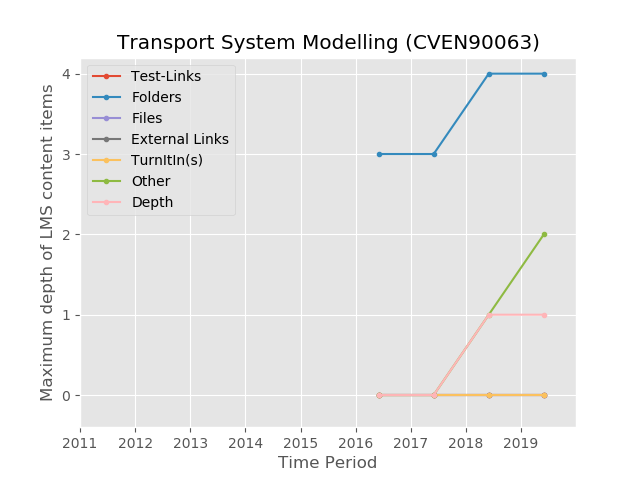 Transport System Modelling (CVEN90063)
Test-Links
Folders
Files
External Links
TurnItIn(s)
Other
Depth
Maximum depth of LMS content items
4
3
2
1
0
2011 2012 2013 2014 2015 2016 2017 2018 2019
Time Period